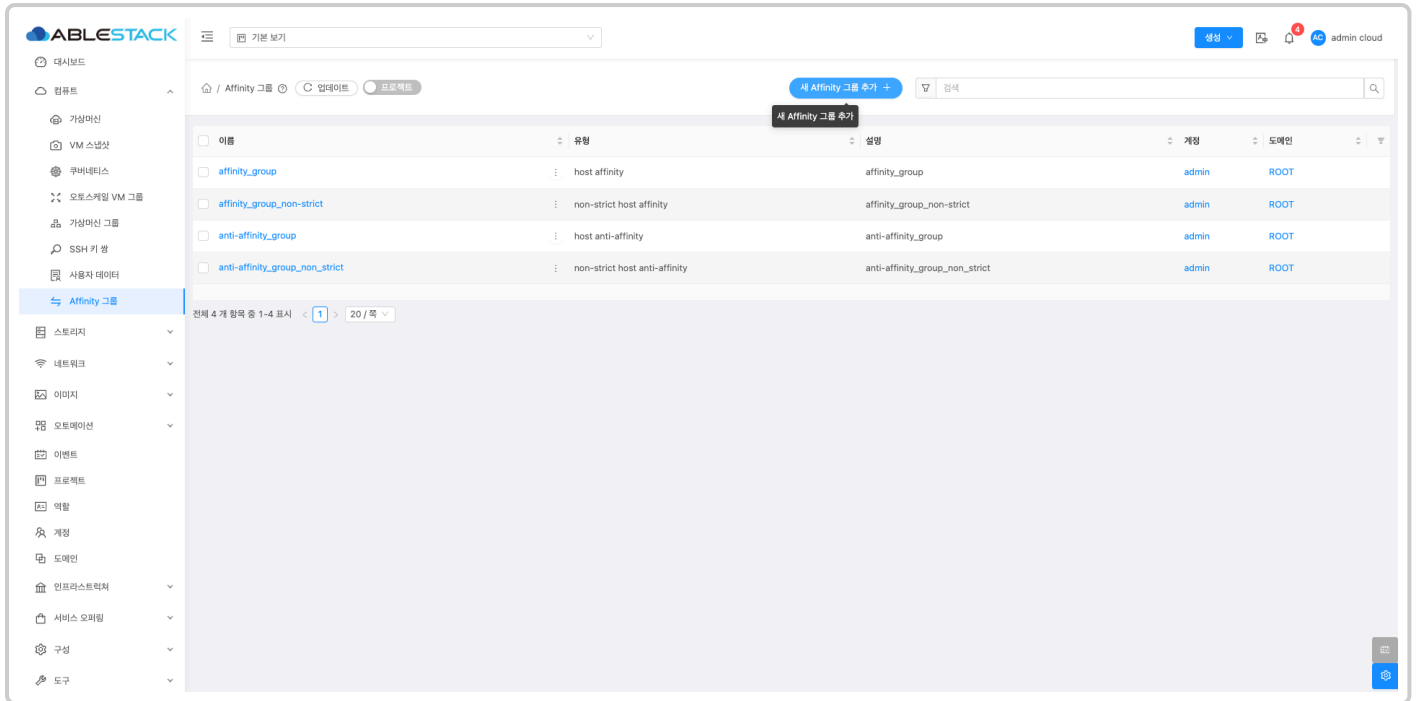 ABLESTACK
기본 보기
생성
4
AC
admin cloud
대시보드
컴퓨트
가상머신
VM 스냅샷
쿠버네티스
오토스케일 VM 그룹
가상머신 그룹
SSH 키 쌍
사용자 데이터
Affinity 그룹
스토리지
네트워크
이미지
오토메이션
이벤트
프로젝트
역할
계정
도메인
인프라스트럭쳐
서비스 오퍼링
구성
도구
/ Affinity 그룹
업데이트
프로젝트
새 Affinity 그룹 추가 +
검색
새 Affinity 그룹 추가
이름 유형 설명 계정 도메인
affinity_group host affinity affinity_group admin ROOT
affinity_group_non-strict non-strict host affinity affinity_group_non-strict admin ROOT
anti-affinity_group host anti-affinity anti-affinity_group admin ROOT
anti-affinity_group_non_strict non-strict host anti-affinity anti-affinity_group_non_strict admin ROOT
전체 4 개 항목 중 1-4 표시 < 1 > 20 / 쪽